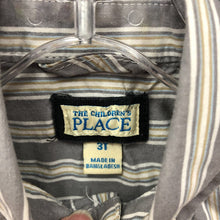 THE CHILDREN'S
PLACE
3T
MADE IN
BANGLADESH